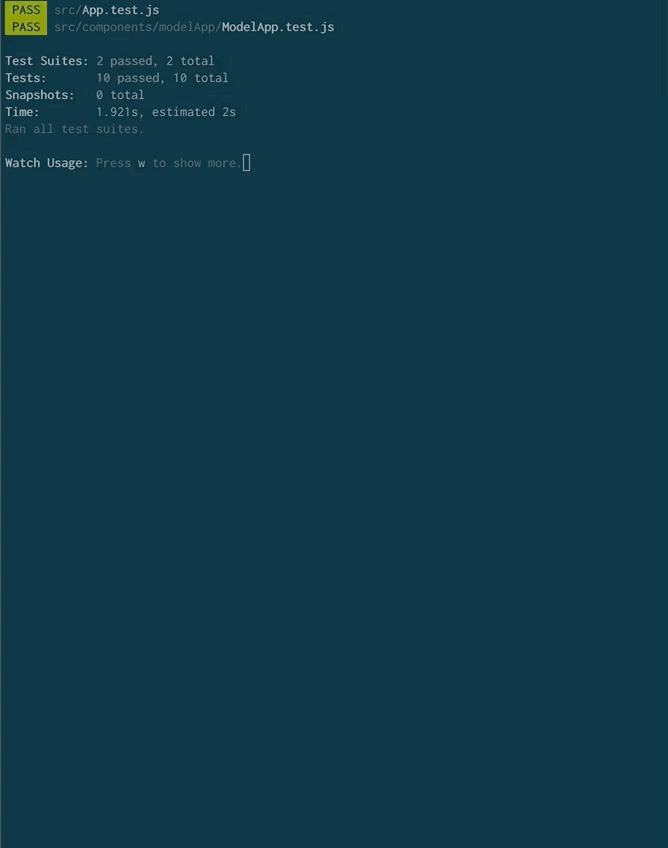 PASS src/App.test.js
PASS src/components/modelApp/ModelApp.test.js
Test Suites: 2 passed, 2 total
Tests: 10 passed, 10 total
Snapshots: 0 total
Time: 1.921s, estimated 2s
Ran all test suites.
Watch Usage: Press w to show more.